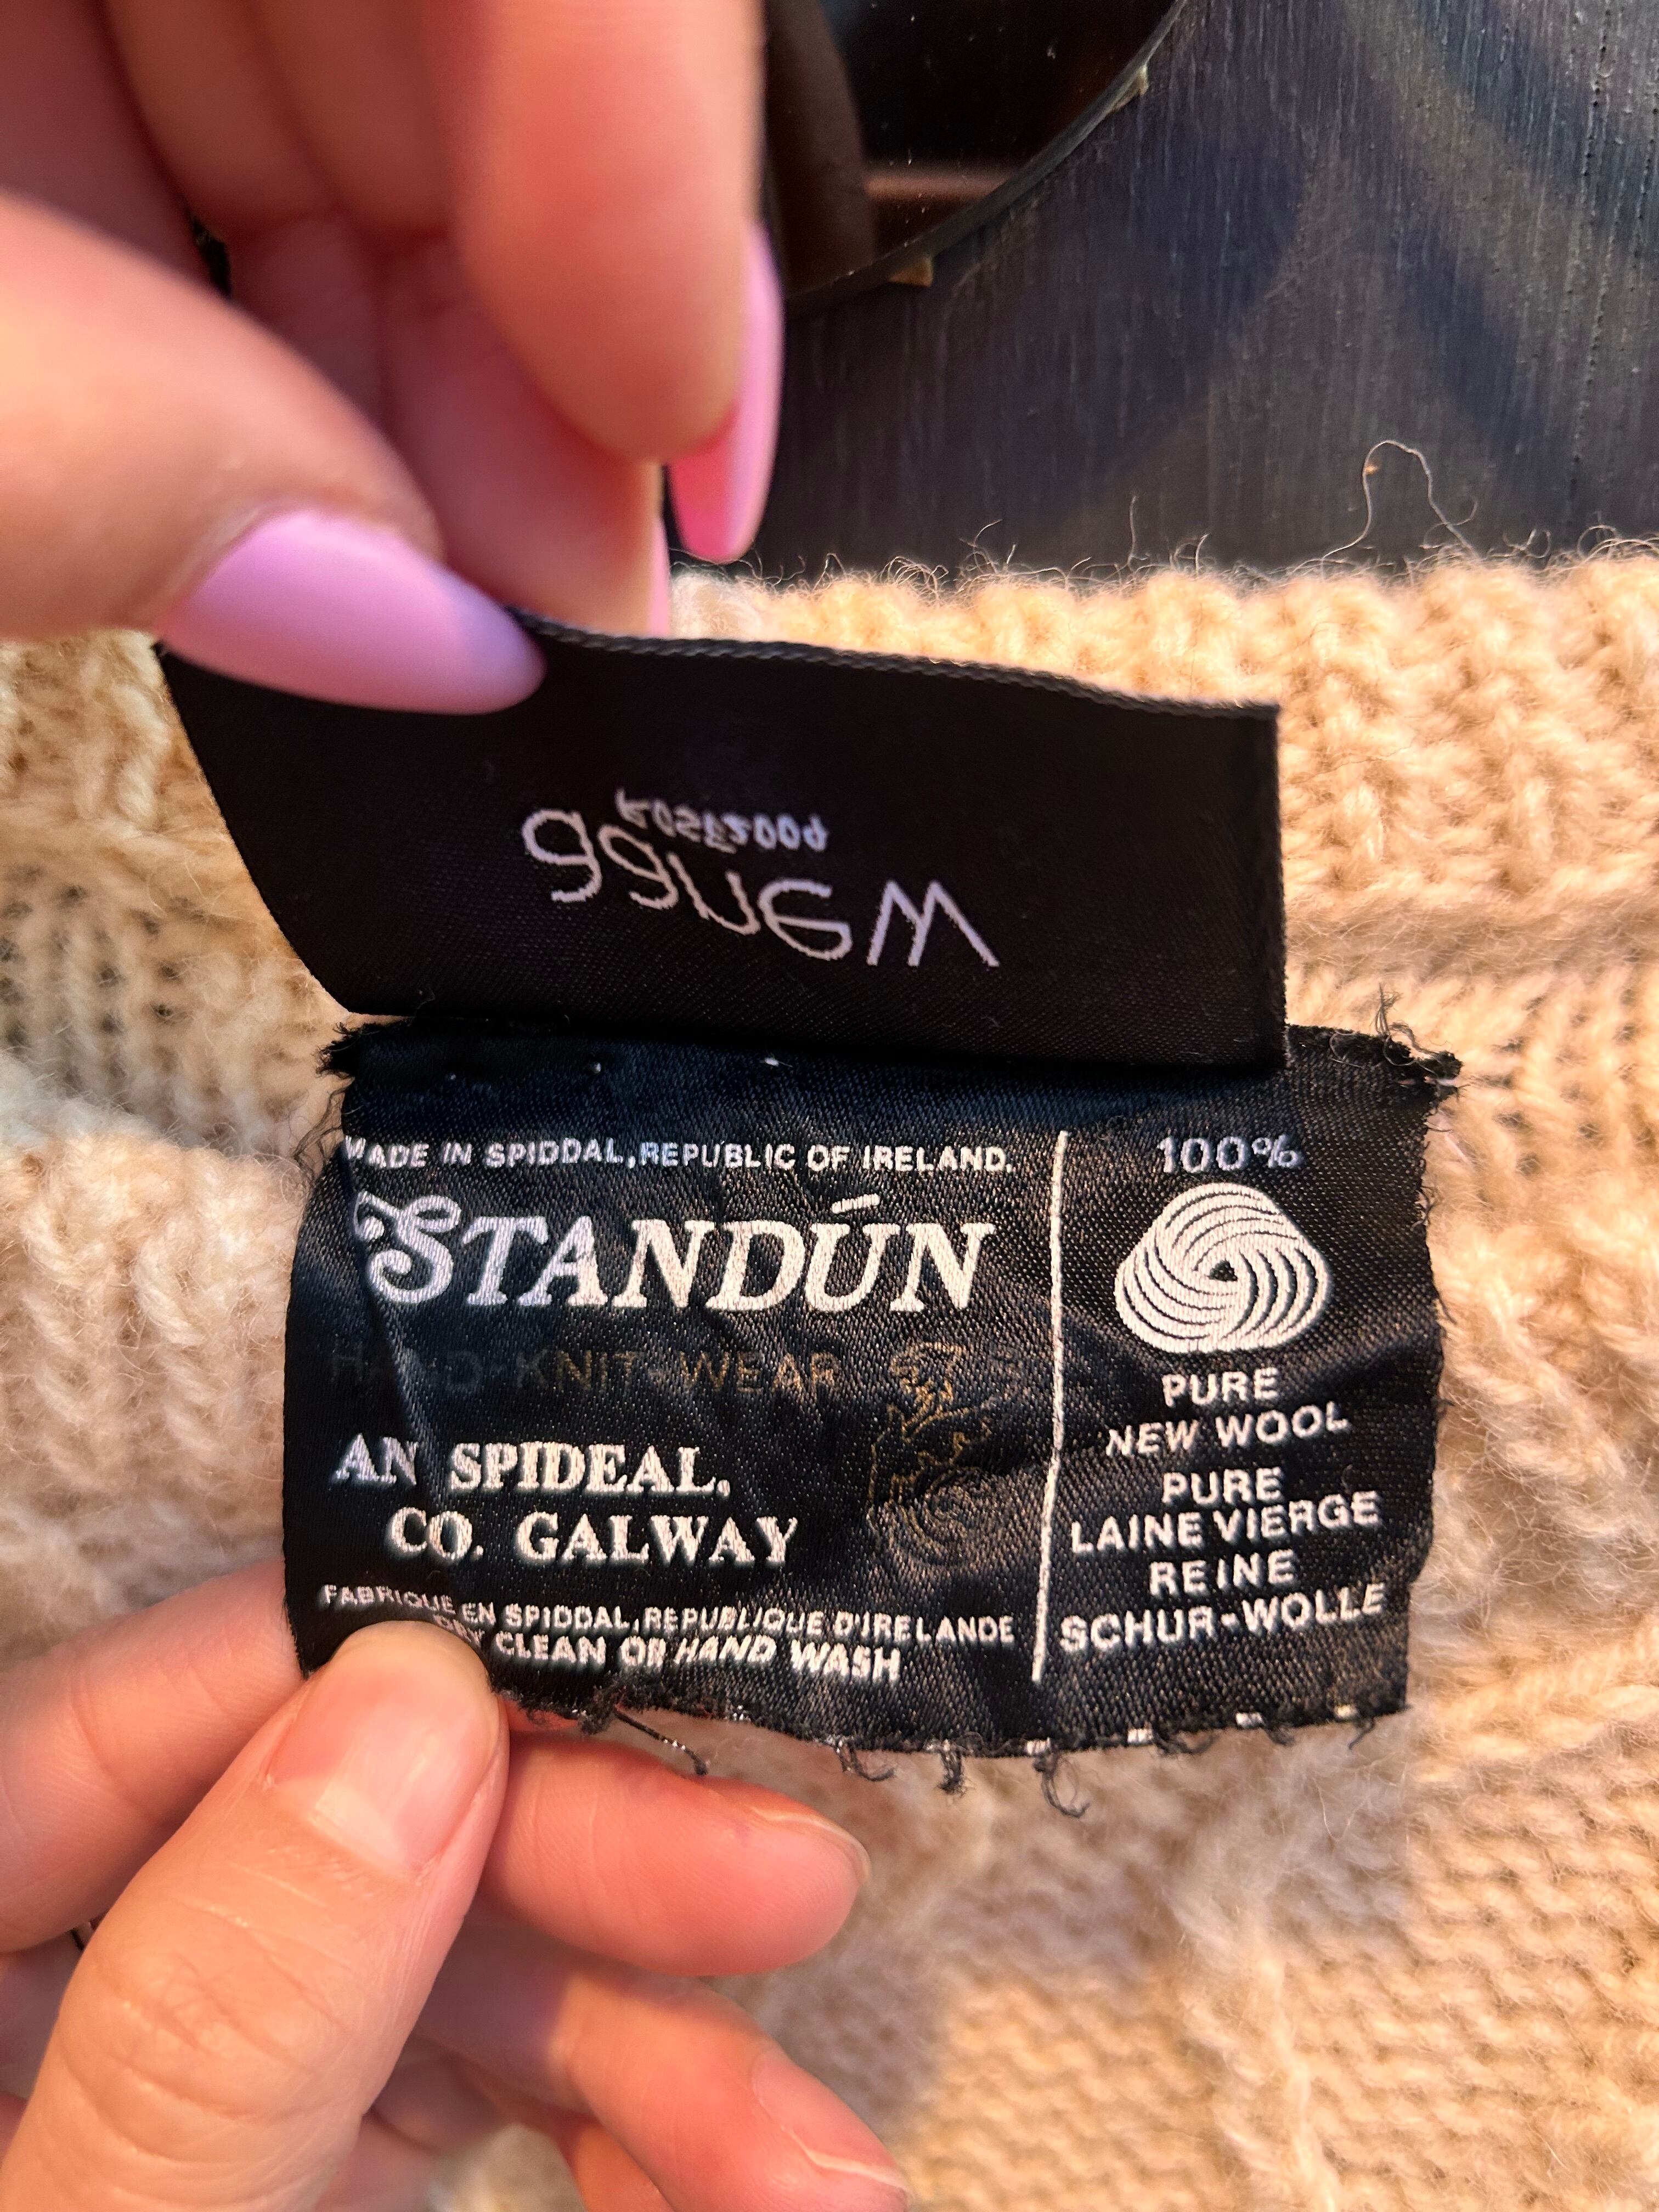 MADE IN SPIDDAL, REPUBLIC OF IRELAND.
STANDÚN
HAND-KNIT-WEAR
AN SPIDEAL,
CO. GALWAY
FABRIQUE EN SPIDDAL, REPUBLIQUE D'IRELANDE
DRY CLEAN OR HAND WASH
100%
PURE
NEW WOOL
PURE
LAINE VIERGE
REINE
SCHUR-WOLLE